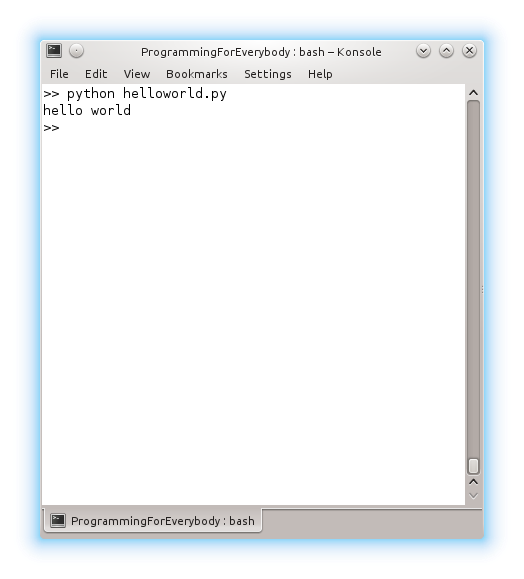 ProgrammingForEverybody : bash – Konsole
File Edit View Bookmarks Settings Help
>> python helloworld.py
hello world
>>
ProgrammingForEverybody : bash